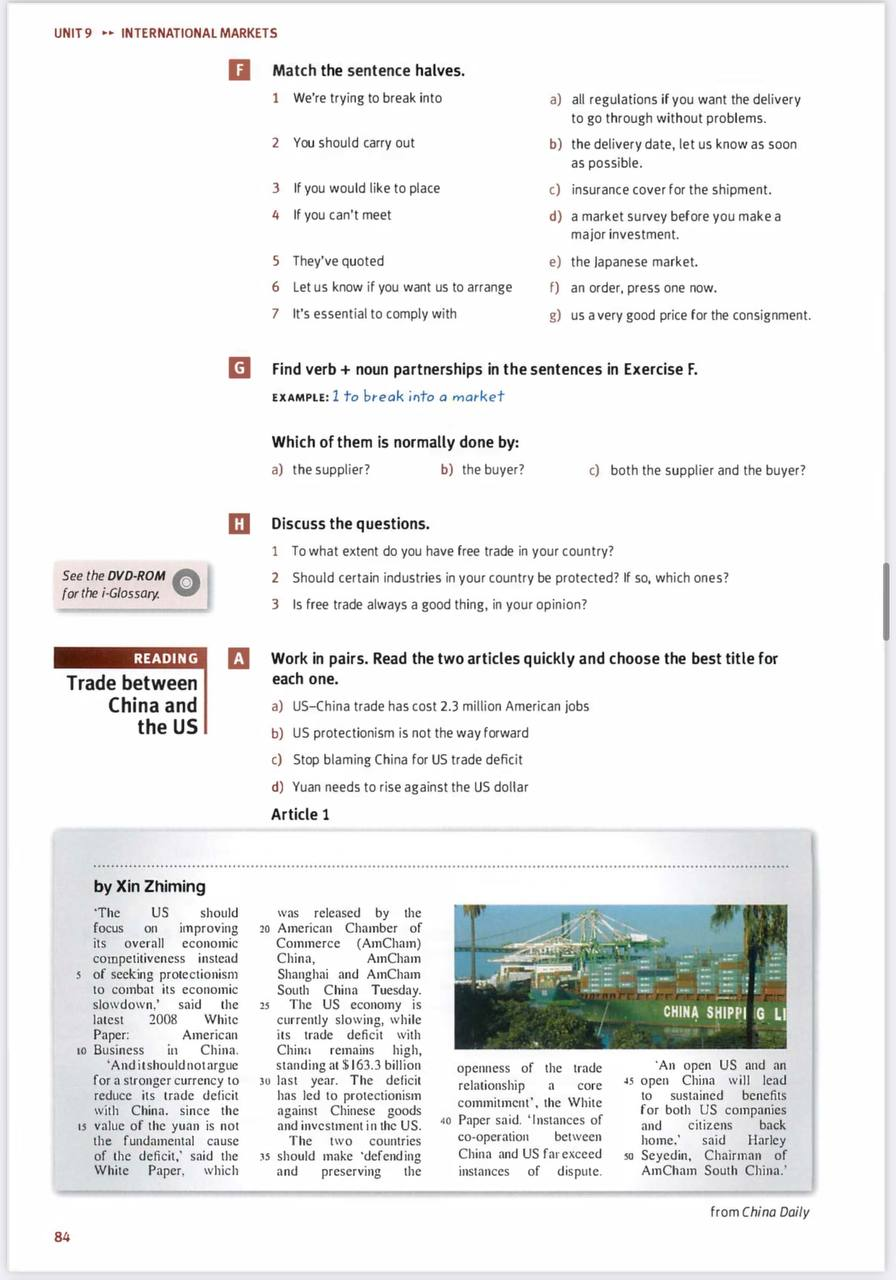 UNIT 9 ▸▸ INTERNATIONAL MARKETS
F Match the sentence halves.
1 We're trying to break into
2 You should carry out
3 If you would like to place
4 If you can't meet
5 They've quoted
6 Let us know if you want us to arrange
7 It's essential to comply with
a) all regulations if you want the delivery
to go through without problems.
b) the delivery date, let us know as soon
as possible.
c) insurance cover for the shipment.
d) a market survey before you make a
major investment.
e) the Japanese market.
f) an order, press one now.
g) us a very good price for the consignment.
G Find verb + noun partnerships in the sentences in Exercise F.
EXAMPLE: 1 to break into a market
Which of them is normally done by:
a) the supplier? b) the buyer? c) both the supplier and the buyer?
H Discuss the questions.
1 To what extent do you have free trade in your country?
2 Should certain industries in your country be protected? If so, which ones?
3 Is free trade always a good thing, in your opinion?
See the DVD-ROM
for the i-Glossary.
READING
Trade between
China and
the US
A Work in pairs. Read the two articles quickly and choose the best title for
each one.
a) US–China trade has cost 2.3 million American jobs
b) US protectionism is not the way forward
c) Stop blaming China for US trade deficit
d) Yuan needs to rise against the US dollar
Article 1
by Xin Zhiming
'The US should
focus on improving
its overall economic
competitiveness instead
5 of seeking protectionism
to combat its economic
slowdown,' said the
latest 2008 White
Paper: American
10 Business in China.
'And it should not argue
for a stronger currency to
reduce its trade deficit
with China. since the
15 value of the yuan is not
the fundamental cause
of the deficit,' said the
White Paper, which
was released by the
20 American Chamber of
Commerce (AmCham)
China, AmCham
Shanghai and AmCham
South China Tuesday.
25 The US economy is
currently slowing, while
its trade deficit with
China remains high,
standing at $163.3 billion
30 last year. The deficit
has led to protectionism
against Chinese goods
and investment in the US.
The two countries
35 should make 'defending
and preserving the
CHINA SHIPPI G LI
openness of the trade
relationship a core
commitment', the White
40 Paper said. 'Instances of
co-operation between
China and US far exceed
instances of dispute.
'An open US and an
45 open China will lead
to sustained benefits
for both US companies
and citizens back
home,' said Harley
50 Seyedin, Chairman of
AmCham South China.'
from China Daily
84